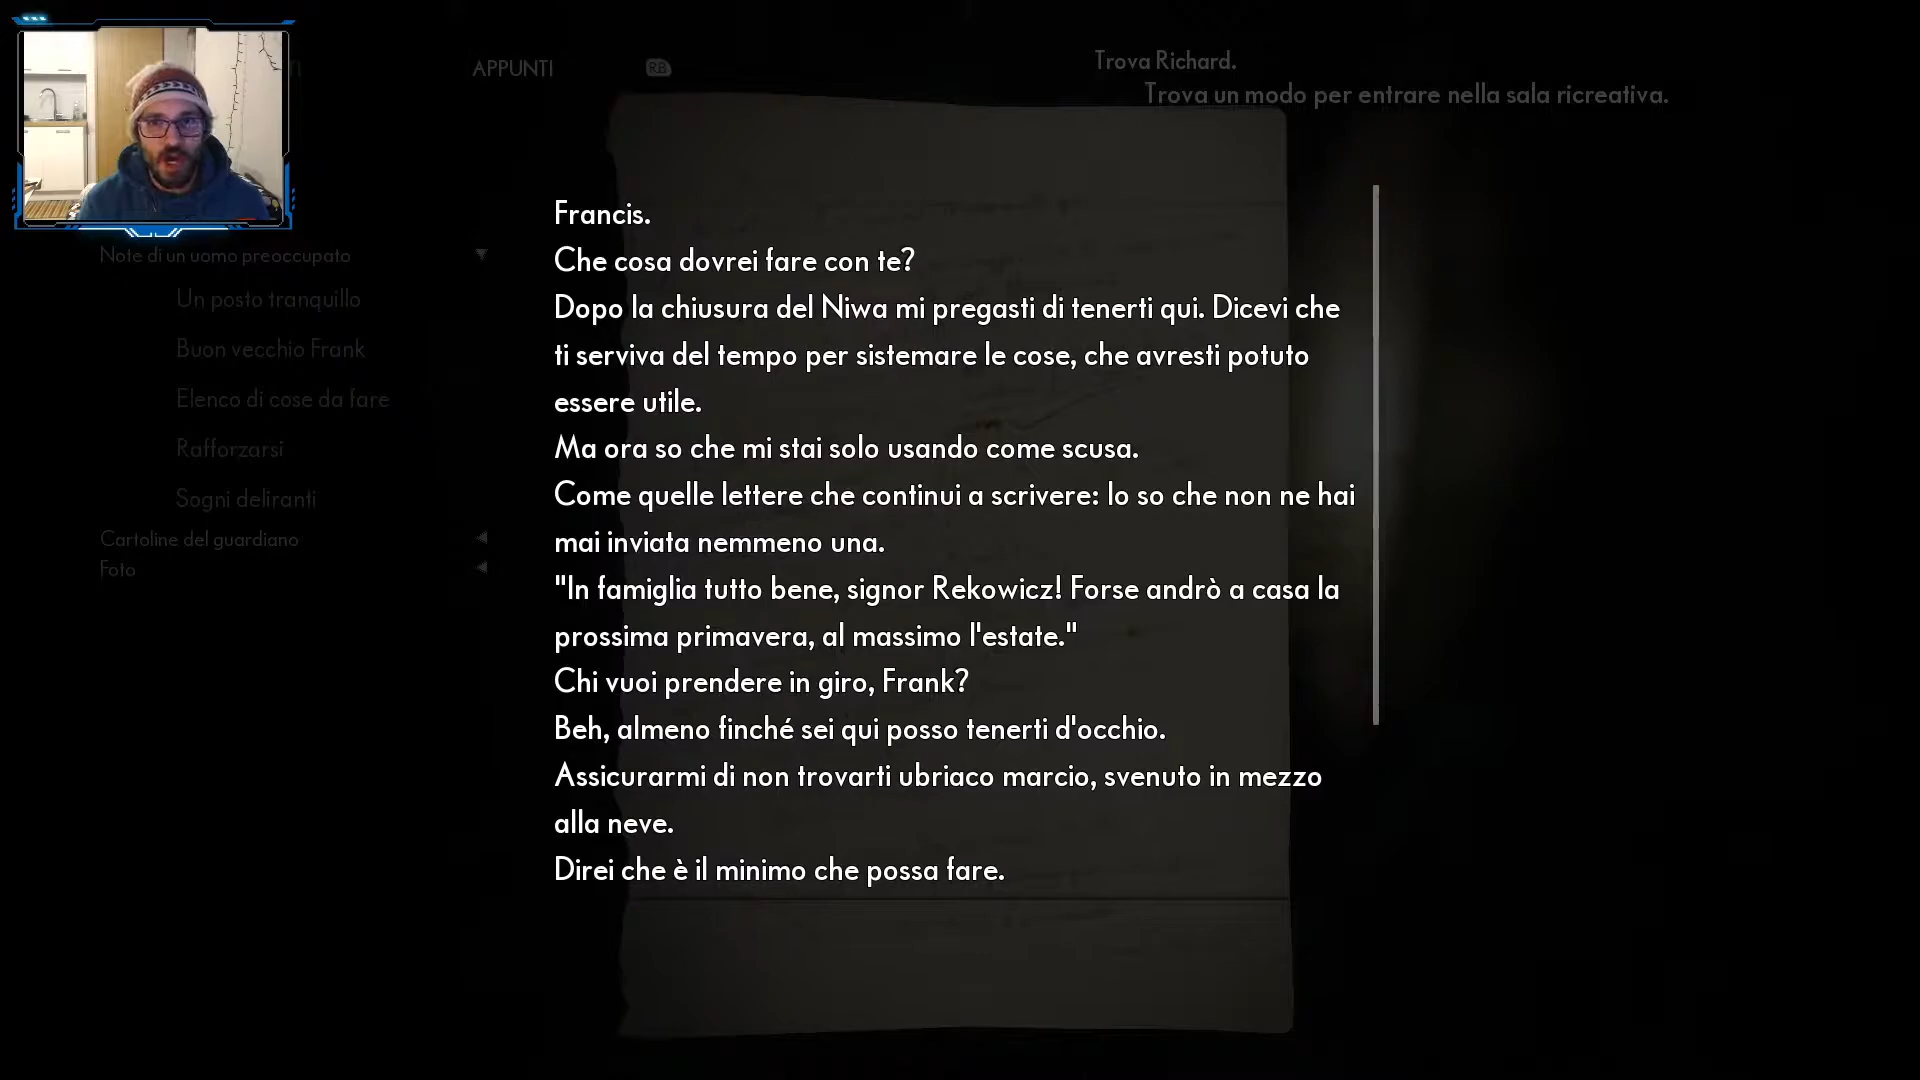 APPUNTI
RB
Trova Richard.
Trova un modo per entrare nella sala ricreativa.
Note di un uomo preoccupato
Un posto tranquillo
Buon vecchio Frank
Elenco di cose da fare
Rafforzarsi
Sogni deliranti
Cartoline del guardiano
Foto
Francis.
Che cosa dovrei fare con te?
Dopo la chiusura del Niwa mi pregasti di tenerti qui. Dicevi che
ti serviva del tempo per sistemare le cose, che avresti potuto
essere utile.
Ma ora so che mi stai solo usando come scusa.
Come quelle lettere che continui a scrivere: lo so che non ne hai
mai inviata nemmeno una.
"In famiglia tutto bene, signor Rekowicz! Forse andrò a casa la
prossima primavera, al massimo l'estate."
Chi vuoi prendere in giro, Frank?
Beh, almeno finché sei qui posso tenerti d'occhio.
Assicurarmi di non trovarti ubriaco marcio, svenuto in mezzo
alla neve.
Direi che è il minimo che possa fare.